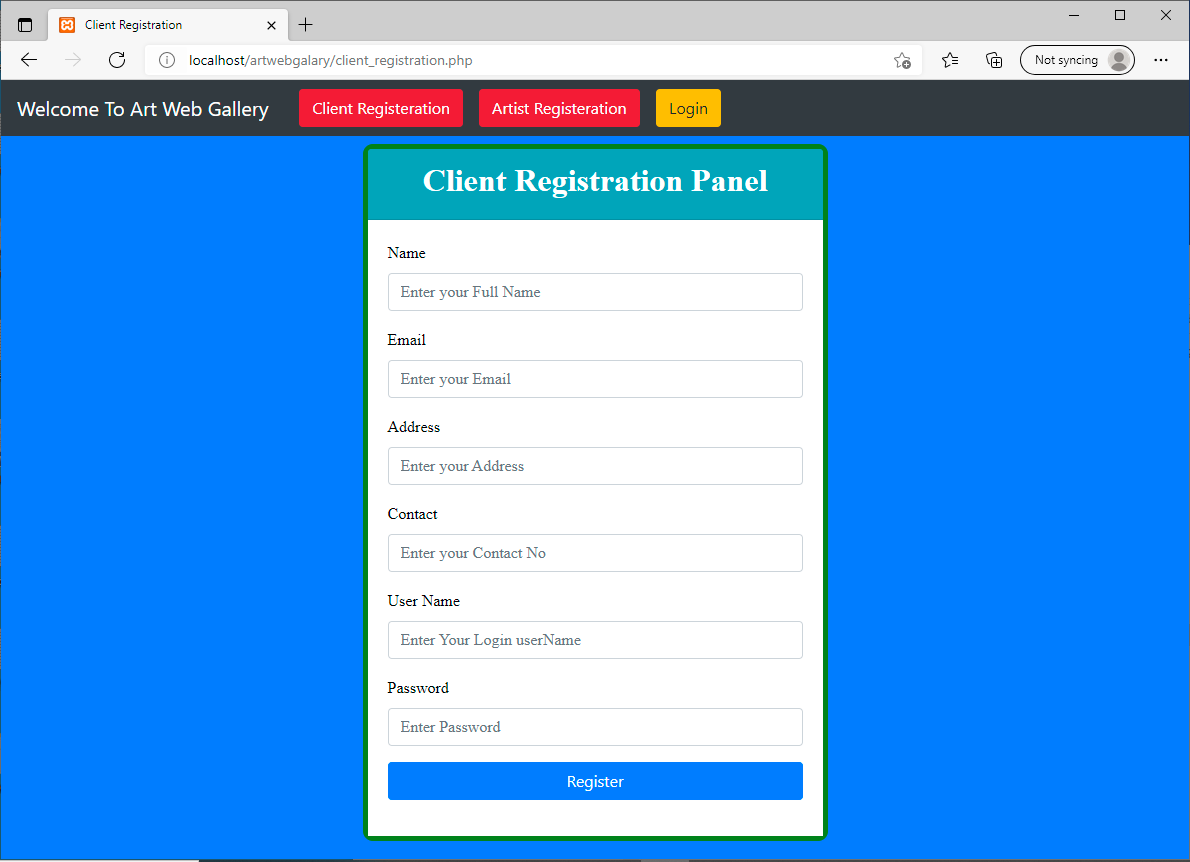 Client Registration
localhost/artwebgalary/client_registration.php
Not syncing
Welcome To Art Web Gallery
Client Registeration
Artist Registeration
Login
Client Registration Panel
Name
Enter your Full Name
Email
Enter your Email
Address
Enter your Address
Contact
Enter your Contact No
User Name
Enter Your Login userName
Password
Enter Password
Register